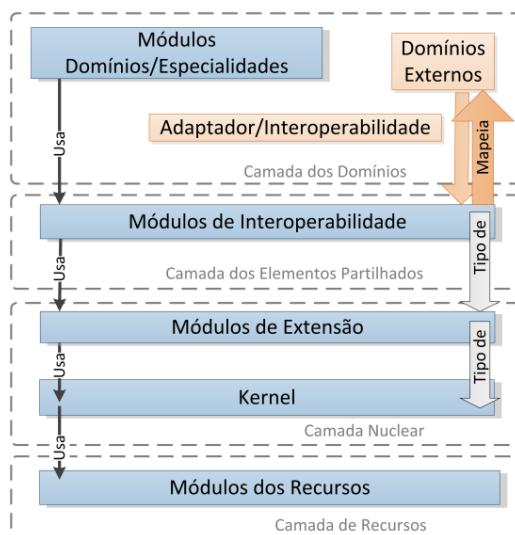 Módulos
Domínios/Especialidades
Domínios
Externos
Adaptador/Interoperabilidade
Usa
Mapeia
Camada dos Domínios
Módulos de Interoperabilidade
Tipo de
Usa
Camada dos Elementos Partilhados
Módulos de Extensão
Usa
Tipo de
Kernel
Usa
Camada Nuclear
Módulos dos Recursos
Camada de Recursos